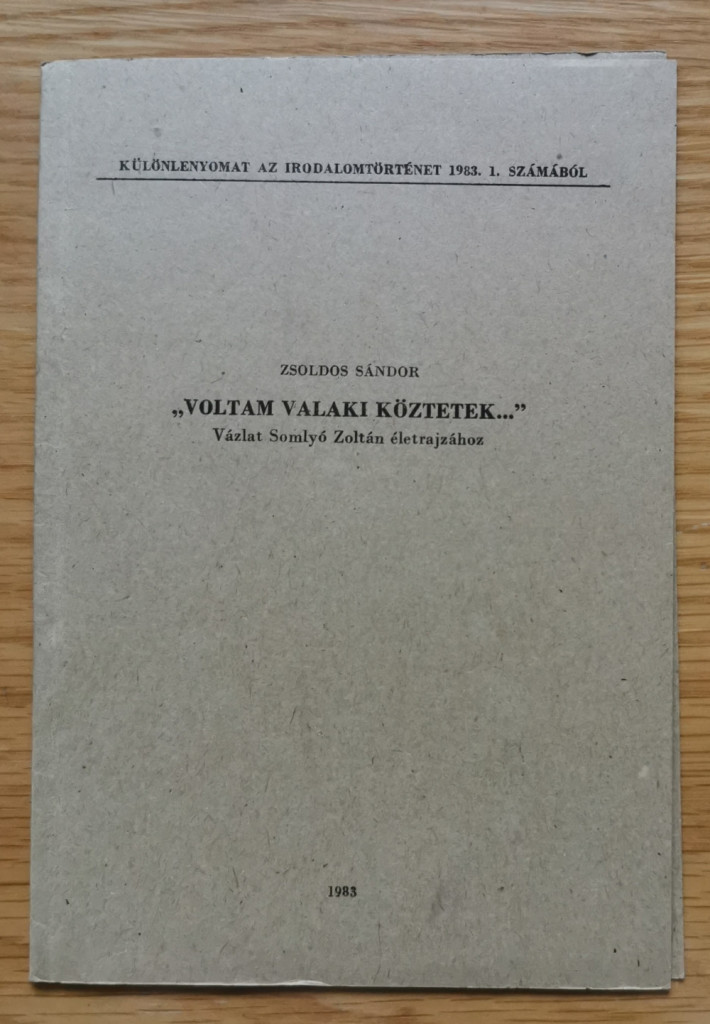 KÜLÖNLENYOMAT AZ IRODALOMTÖRTÉNET 1983. 1. SZÁMÁBÓL
ZSOLDOS SÁNDOR
„VOLTAM VALAKI KÖZTETEK...”
Vázlat Somlyó Zoltán életrajzához
1983